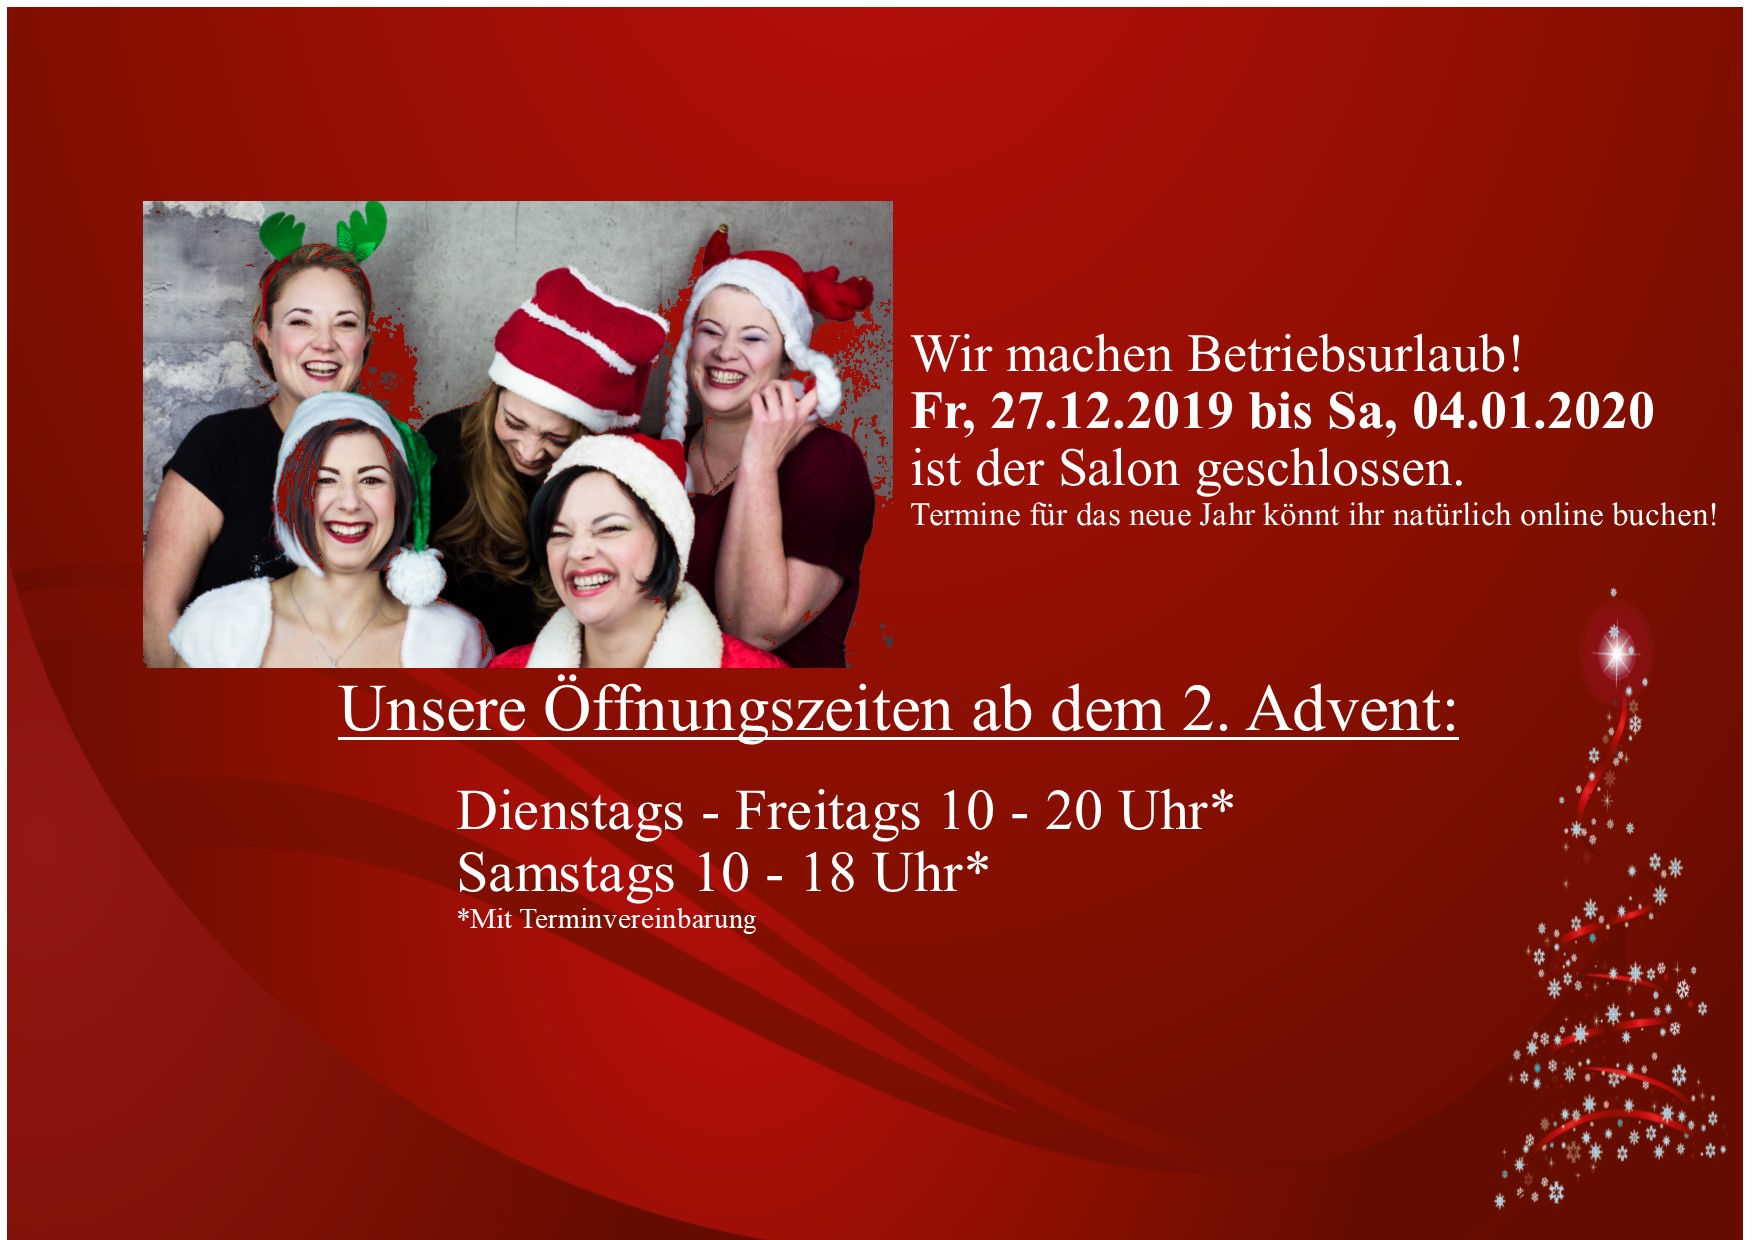 Wir machen Betriebsurlaub!
Fr, 27.12.2019 bis Sa, 04.01.2020
ist der Salon geschlossen.
Termine für das neue Jahr könnt ihr natürlich online buchen!
Unsere Öffnungszeiten ab dem 2. Advent:
Dienstags - Freitags 10 - 20 Uhr*
Samstags 10 - 18 Uhr*
*Mit Terminvereinbarung